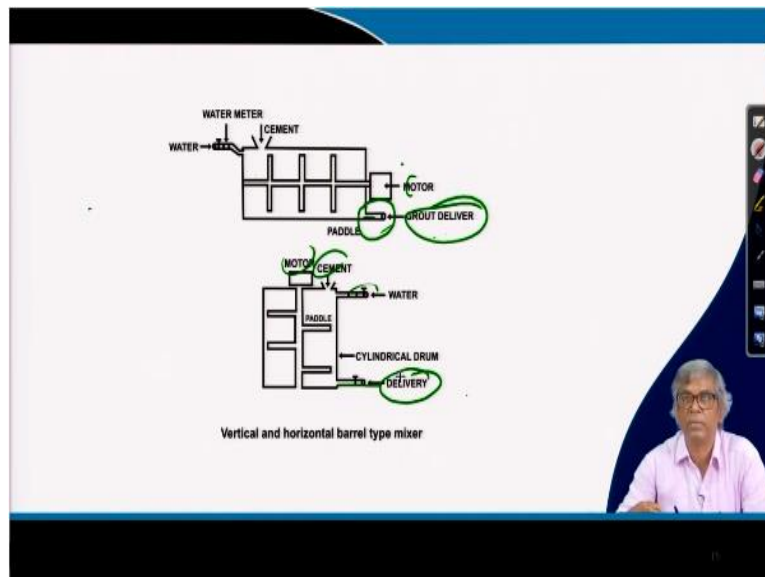 WATER METER
CEMENT
WATER
MOTOR
GROUT DELIVER
PADDLE
MOTOR
CEMENT
WATER
PADDLE
CYLINDRICAL DRUM
DELIVERY
Vertical and horizontal barrel type mixer